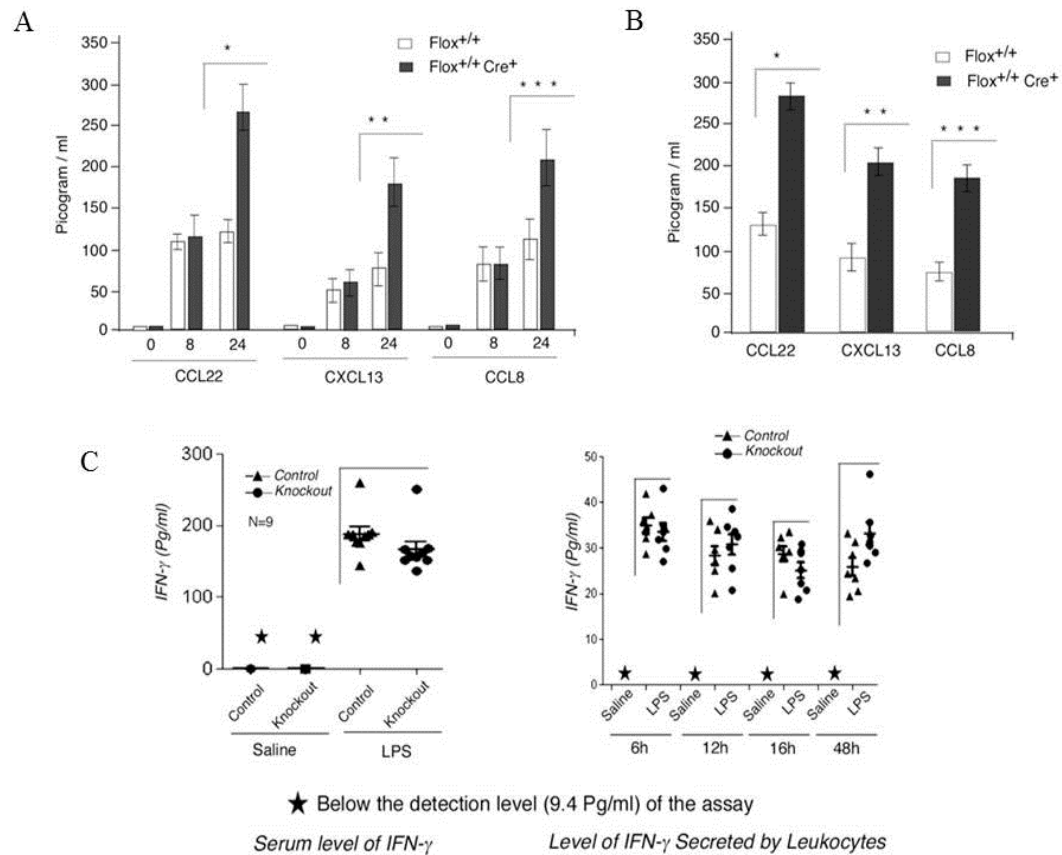 A
350
300
250
200
150
100
50
0
Picogram / ml
Flox+/+
Flox+/+ Cre+
*
* *
* * *
0 8 24 0 8 24 0 8 24
CCL22 CXCL13 CCL8
B
350
300
250
200
150
100
50
0
Picogram / ml
Flox+/+
Flox+/+ Cre+
*
* *
* * *
CCL22 CXCL13 CCL8
C
300
200
100
0
IFN-γ (Pg/ml)
Control
Knockout
N=9
Control Knockout Control Knockout
Saline LPS
50
40
30
20
10
0
IFN-γ (Pg/ml)
Control
Knockout
Saline LPS Saline LPS Saline LPS Saline LPS
6h 12h 16h 48h
★ Below the detection level (9.4 Pg/ml) of the assay
Serum level of IFN-γ Level of IFN-γ Secreted by Leukocytes